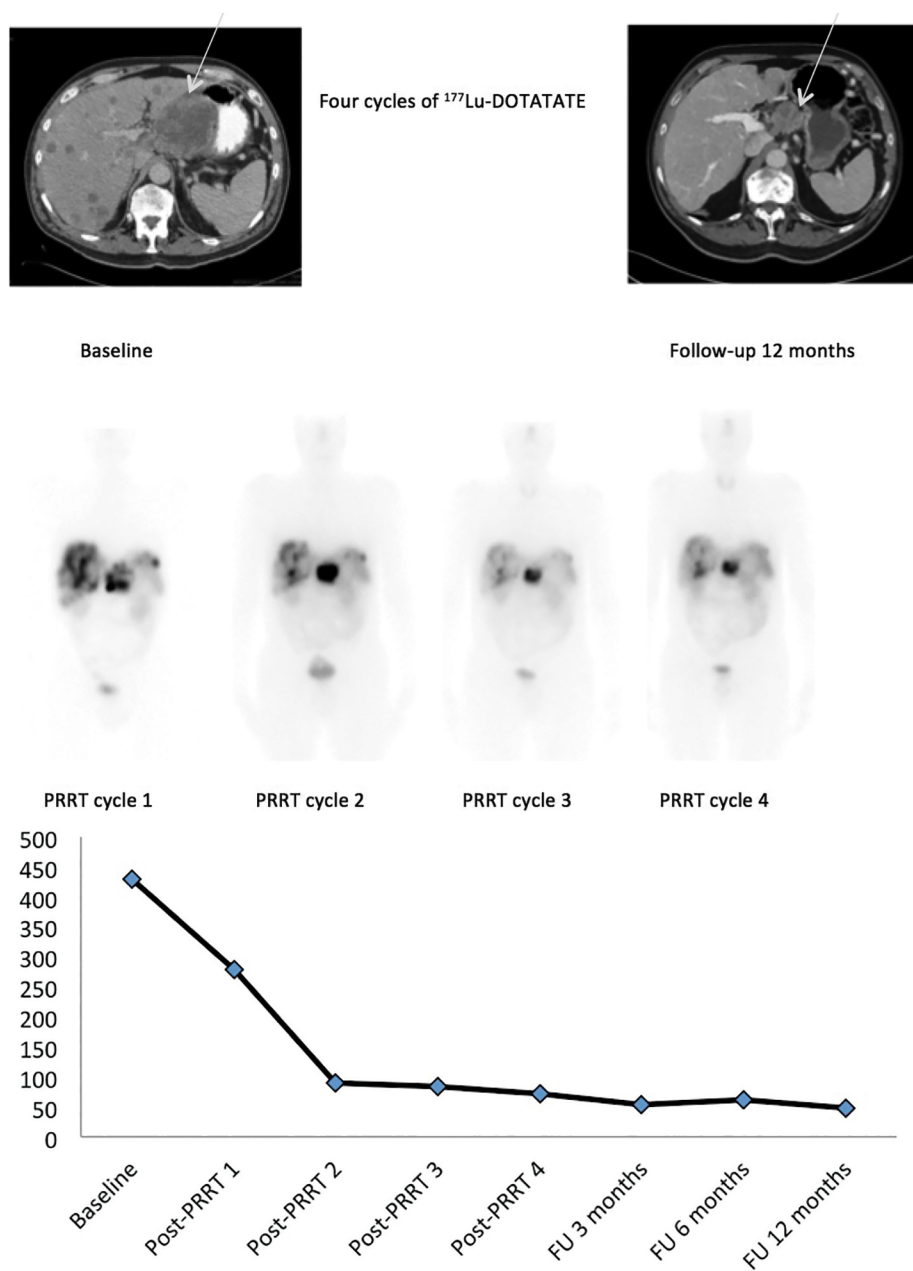 Four cycles of ¹⁷⁷Lu-DOTATATE
Baseline
Follow-up 12 months
PRRT cycle 1
PRRT cycle 2
PRRT cycle 3
PRRT cycle 4
500
450
400
350
300
250
200
150
100
50
0
Baseline
Post-PRRT 1
Post-PRRT 2
Post-PRRT 3
Post-PRRT 4
FU 3 months
FU 6 months
FU 12 months